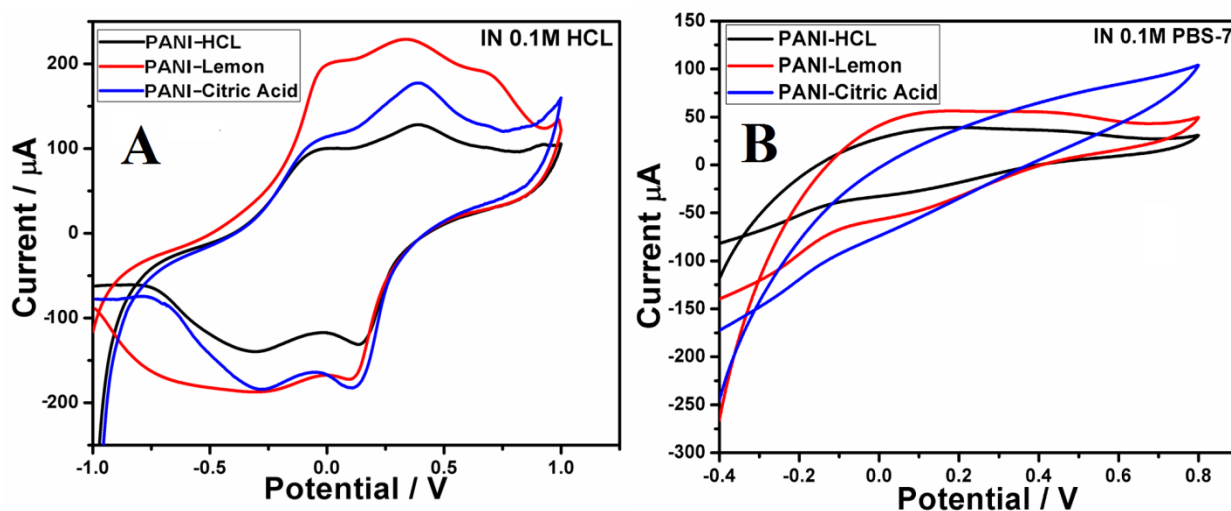 IN 0.1M HCL
PANI-HCL
PANI-Lemon
PANI-Citric Acid
A
Current / μA
200
100
0
-100
-200
-1.0
-0.5
0.0
0.5
1.0
Potential / V
IN 0.1M PBS-7
PANI-HCL
PANI-Lemon
PANI-Citric Acid
B
Current μA
150
100
50
0
-50
-100
-150
-200
-250
-300
-0.4
-0.2
0.0
0.2
0.4
0.6
0.8
Potential / V